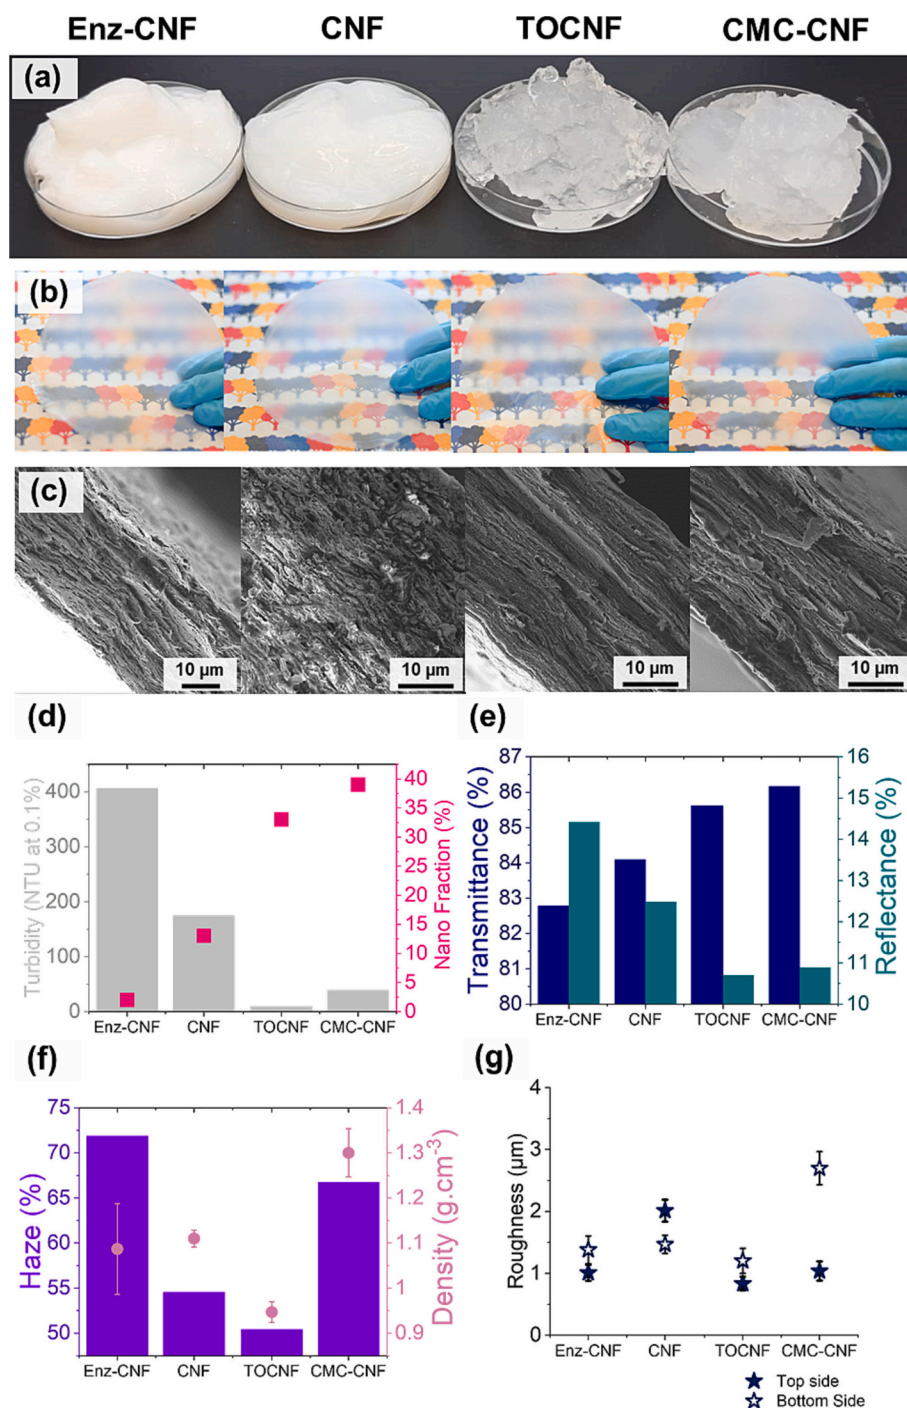 Enz-CNF CNF TOCNF CMC-CNF
(a)
(b)
(c)
10 µm 10 µm 10 µm 10 µm
(d)
Turbidity (NTU at 0.1%)
400
300
200
100
0
40
35
30
25
20
15
10
5
0
Nano Fraction (%)
Enz-CNF CNF TOCNF CMC-CNF
(e)
Transmittance (%)
87
86
85
84
83
82
81
80
16
15
14
13
12
11
10
Reflectance (%)
Enz-CNF CNF TOCNF CMC-CNF
(f)
Haze (%)
75
70
65
60
55
50
1.4
1.3
1.2
1.1
1
0.9
Density (g.cm-3)
Enz-CNF CNF TOCNF CMC-CNF
(g)
Roughness (µm)
4
3
2
1
0
Enz-CNF CNF TOCNF CMC-CNF
Top side
Bottom Side